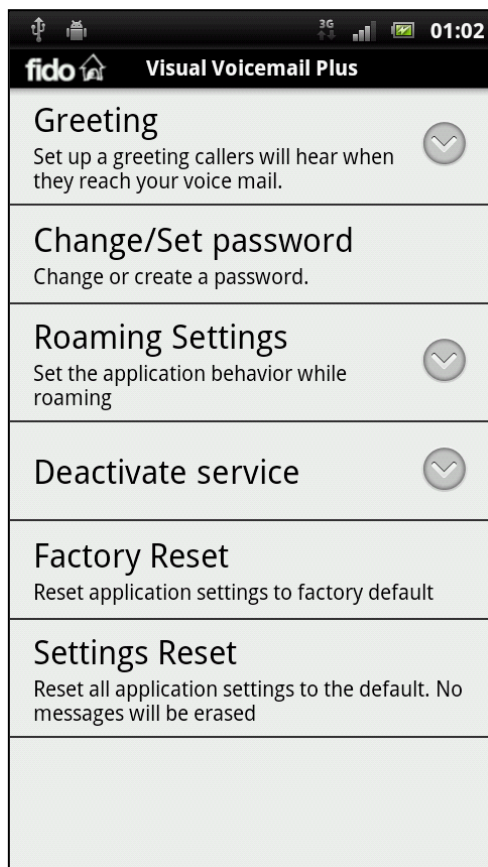 3G
01:02
fido Visual Voicemail Plus
Greeting
Set up a greeting callers will hear when
they reach your voice mail.
Change/Set password
Change or create a password.
Roaming Settings
Set the application behavior while
roaming
Deactivate service
Factory Reset
Reset application settings to factory default
Settings Reset
Reset all application settings to the default. No
messages will be erased